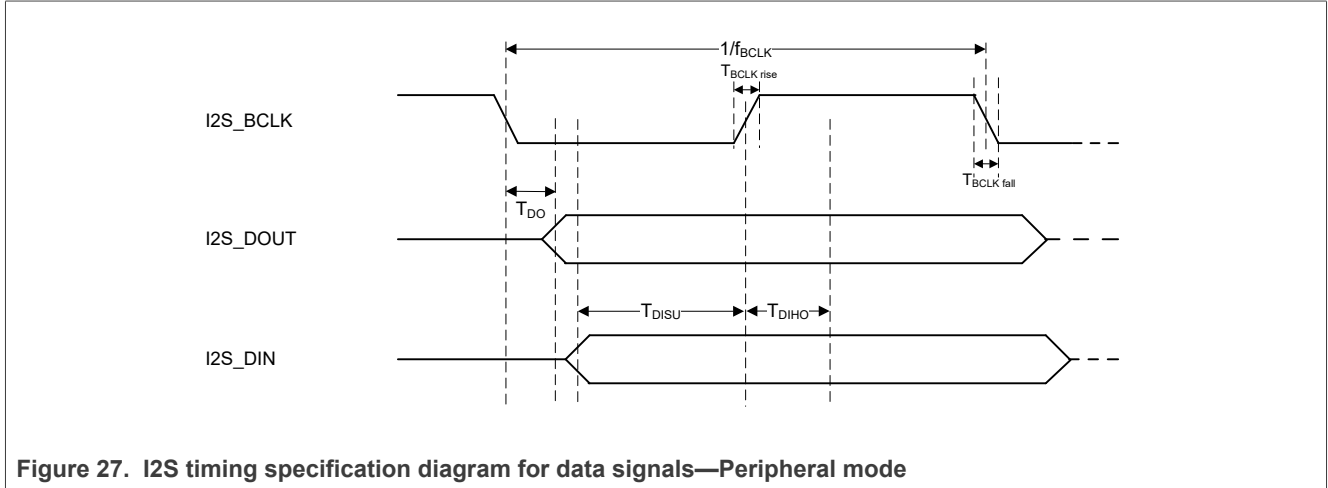 1/fBCLK
TBCLK rise
I2S_BCLK
TBCLK fall
TDO
I2S_DOUT
TDISU
TDIHO
I2S_DIN
Figure 27. I2S timing specification diagram for data signals—Peripheral mode